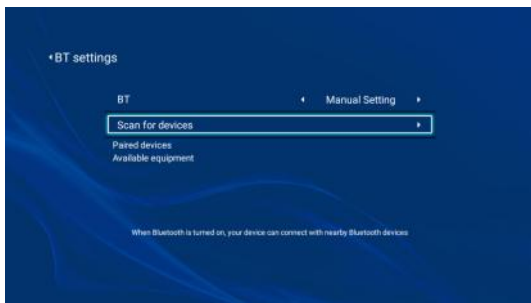 BT settings
BT Manual Setting
Scan for devices
Paired devices
Available equipment
When Bluetooth is turned on, your device can connect with nearby Bluetooth devices